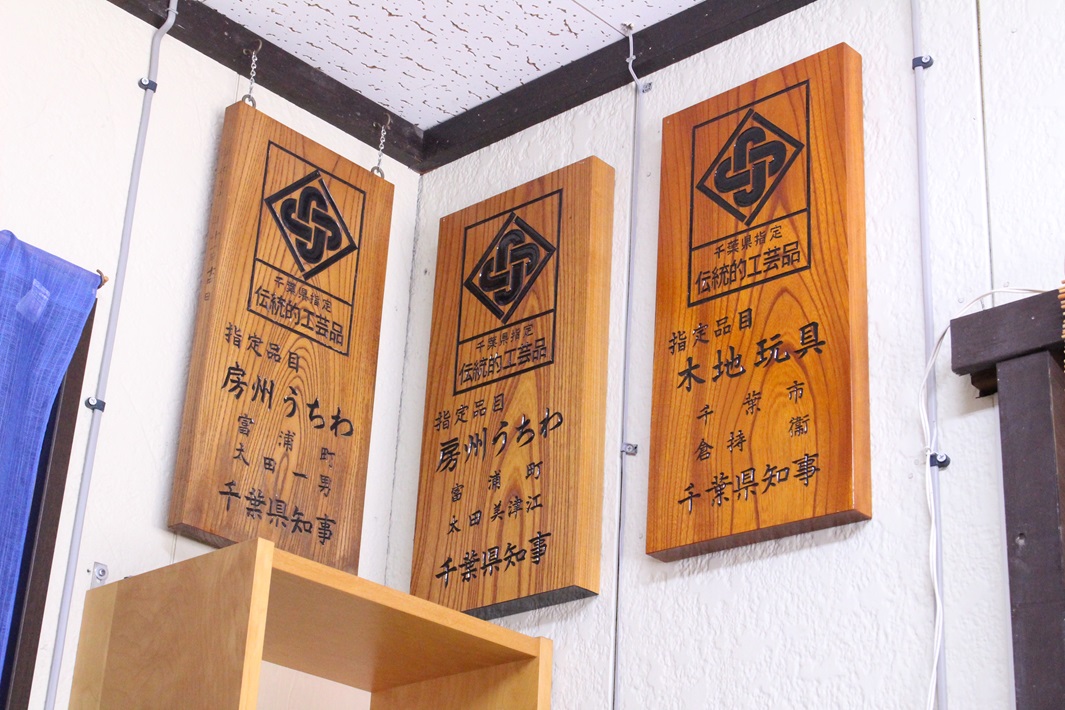 千葉県指定
伝統的工芸品
指定品目
房州うちわ
富浦町
太田一男
千葉県知事
千葉県指定
伝統的工芸品
指定品目
房州うちわ
富浦町
太田美津江
千葉県知事
千葉県指定
伝統的工芸品
指定品目
木地玩具
千葉市
倉持衛
千葉県知事